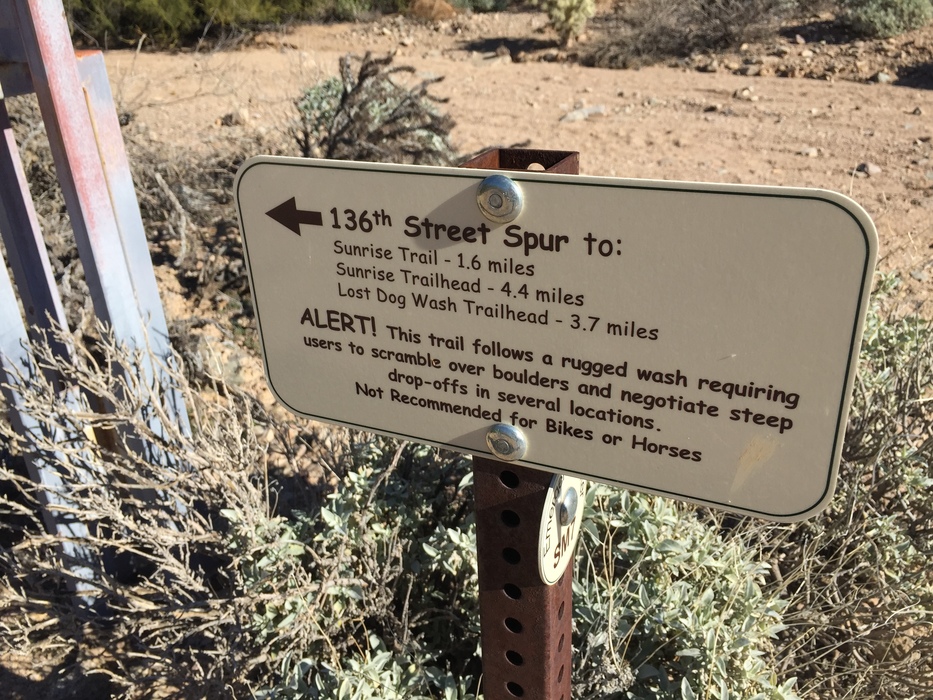 136th Street Spur to:
Sunrise Trail - 1.6 miles
Sunrise Trailhead - 4.4 miles
Lost Dog Wash Trailhead - 3.7 miles
ALERT! This trail follows a rugged wash requiring
users to scramble over boulders and negotiate steep
drop-offs in several locations.
Not Recommended for Bikes or Horses